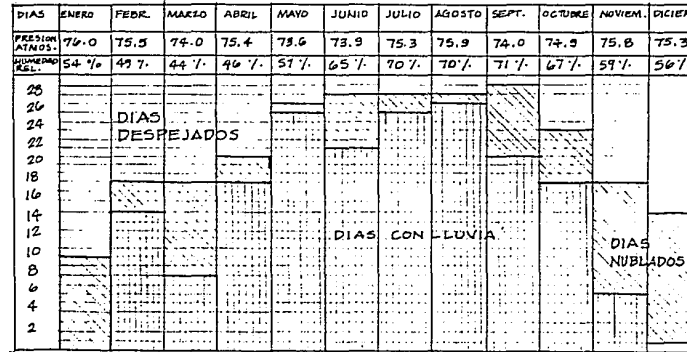 DIAS ENERO FEBR. MARZO ABRIL MAYO JUNIO JULIO AGOSTO SEPT. OCTUBRE NOVIEM. DICIEM
PRESION ATMOS. 76.0 75.5 74.0 75.4 75.6 73.9 75.3 75.9 74.0 74.9 75.8 75.3
HUMEDAD REL. 54 % 49 % 44 % 46 % 57 % 65 % 70 % 70 % 71 % 67 % 59 % 56 %
28
26
24 DIAS
DESPEJADOS
22
20
18
16
14
12 DIAS CON LLUVIA
10 DIAS
8 NUBLADOS
6
4
2